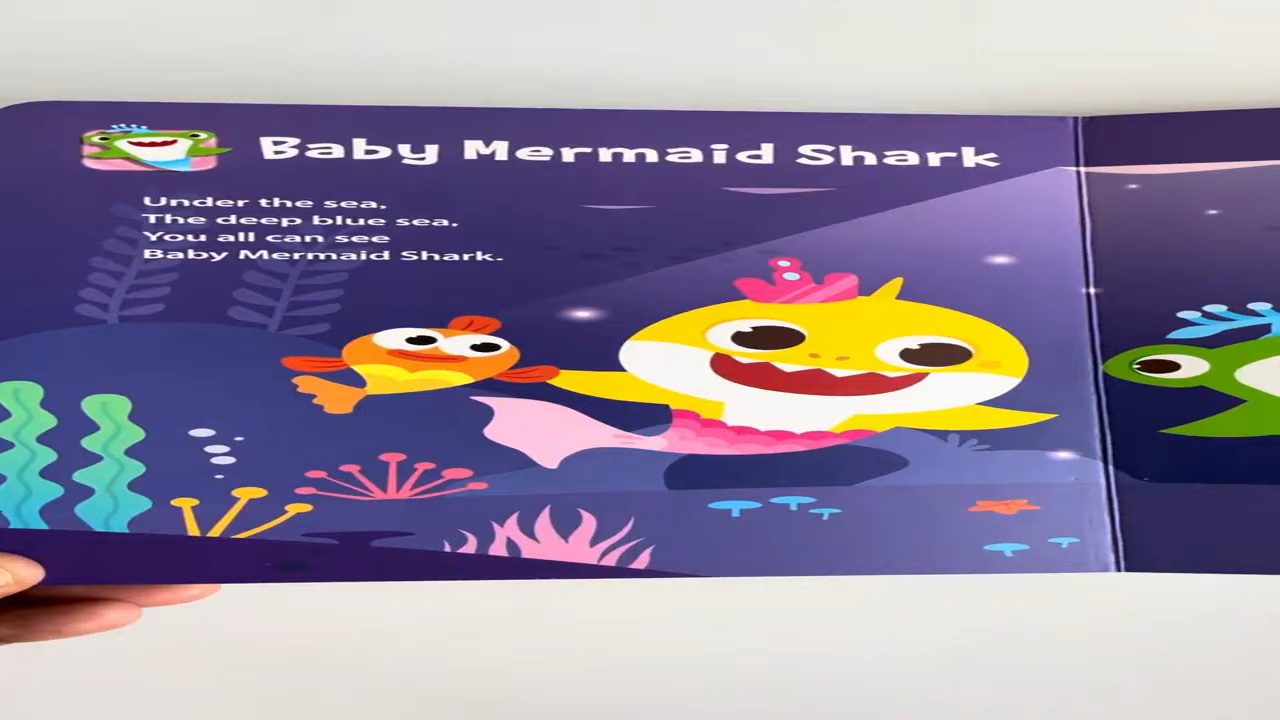 Baby Mermaid Shark
Under the sea,
The deep blue sea,
You all can see
Baby Mermaid Shark.